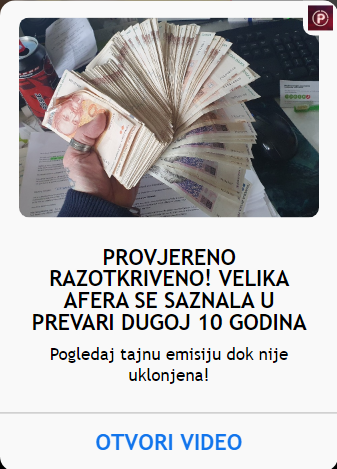 PROVJERENO
RAZOTKRIVENO! VELIKA
AFERA SE SAZNALA U
PREVARI DUGOJ 10 GODINA
Pogledaj tajnu emisiju dok nije
uklonjena!
OTVORI VIDEO